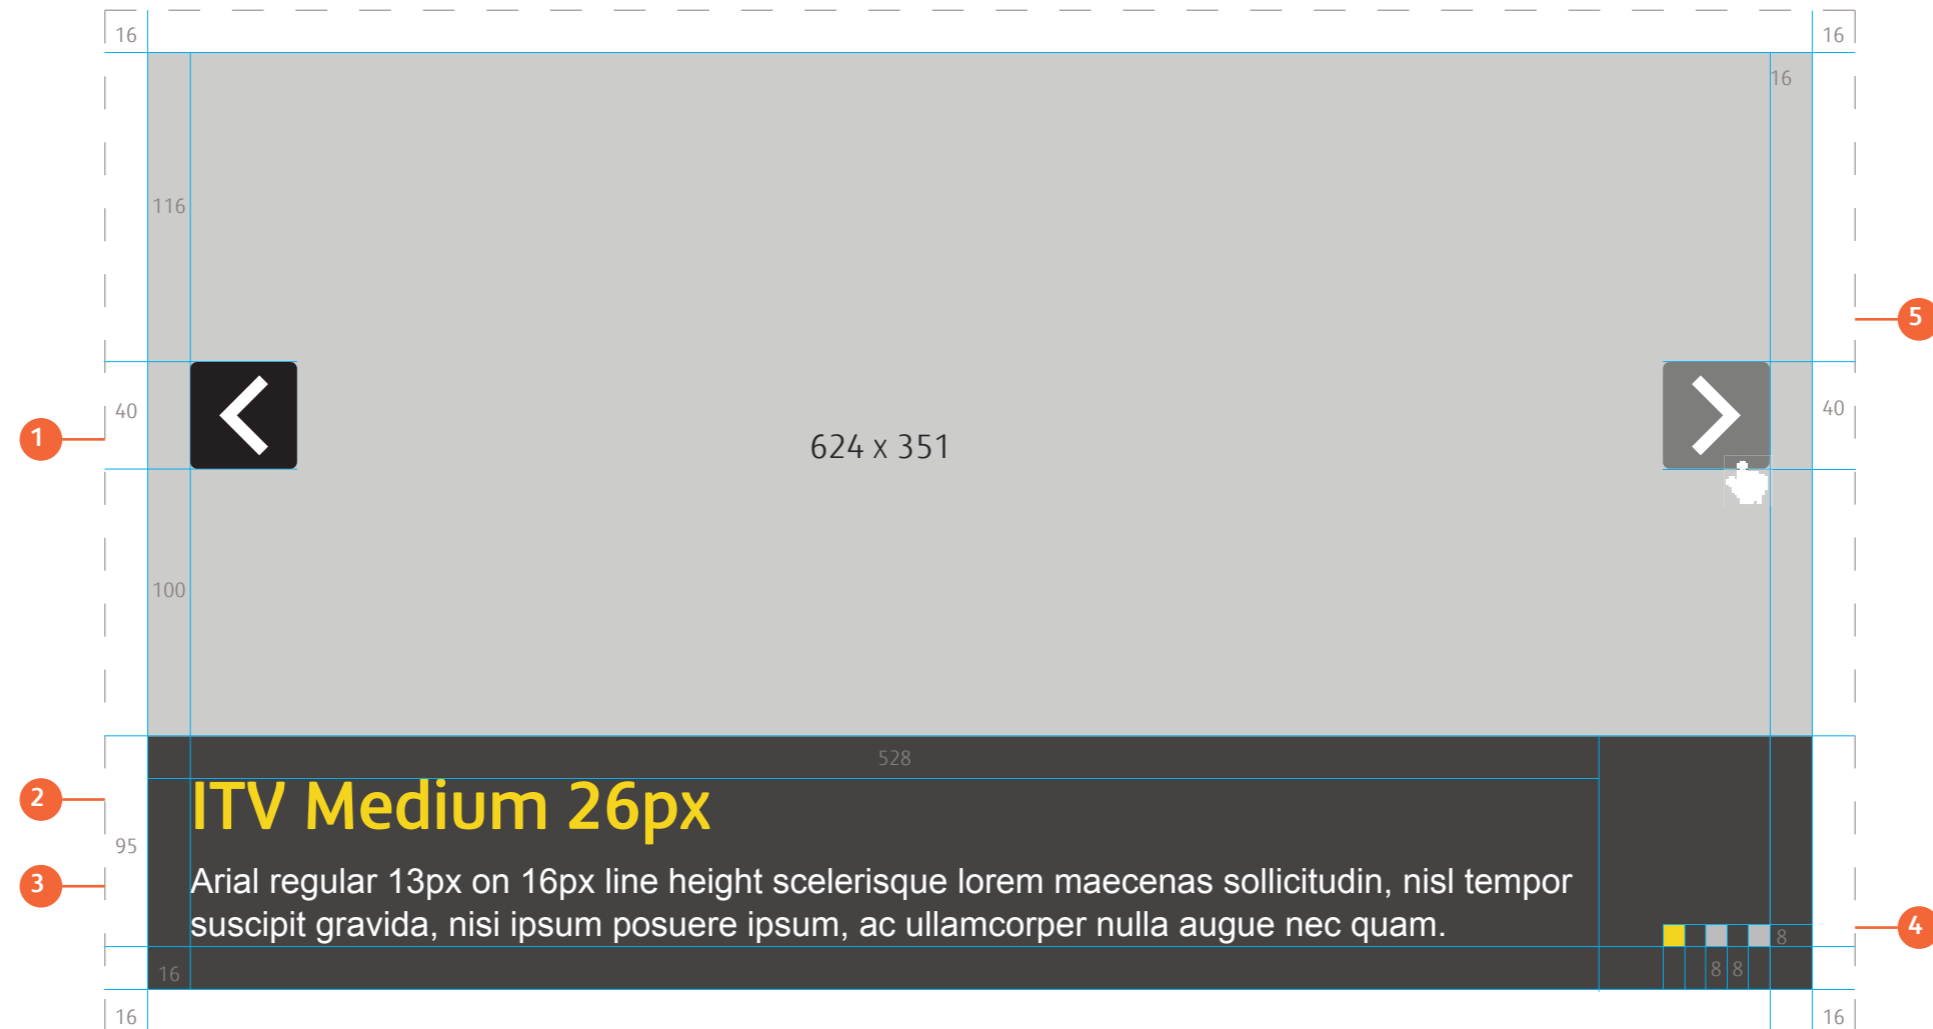 16 16
16
116
5
40 40
1
624 x 351
100
528
2 ITV Medium 26px
95
3 Arial regular 13px on 16px line height scelerisque lorem maecenas sollicitudin, nisl tempor
suscipit gravida, nisi ipsum posuere ipsum, ac ullamcorper nulla augue nec quam.
4
8
16 8 8
16 16